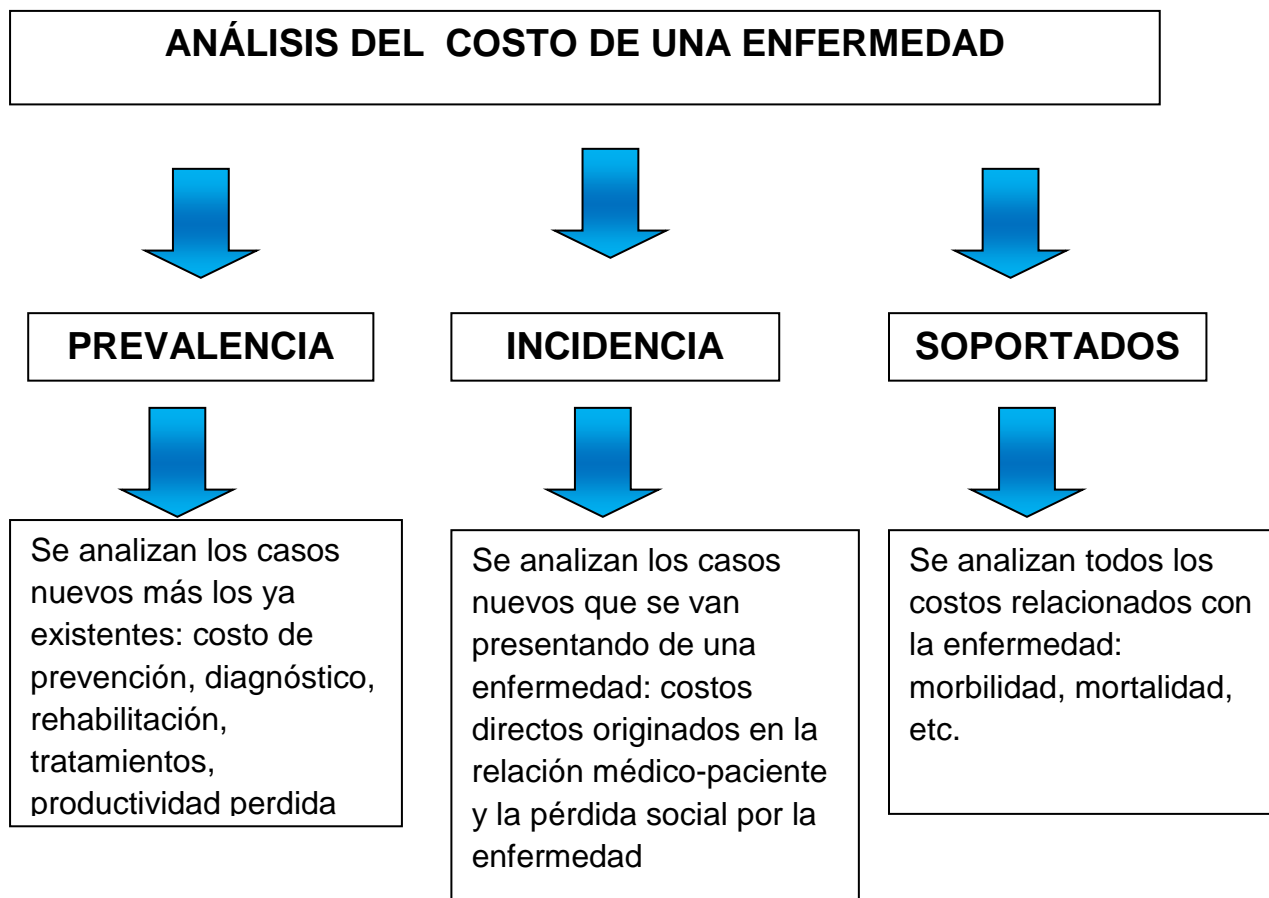 ANÁLISIS DEL COSTO DE UNA ENFERMEDAD
PREVALENCIA
INCIDENCIA
SOPORTADOS
Se analizan los casos
nuevos más los ya
existentes: costo de
prevención, diagnóstico,
rehabilitación,
tratamientos,
productividad perdida
Se analizan los casos
nuevos que se van
presentando de una
enfermedad: costos
directos originados en la
relación médico-paciente
y la pérdida social por la
enfermedad
Se analizan todos los
costos relacionados con
la enfermedad:
morbilidad, mortalidad,
etc.